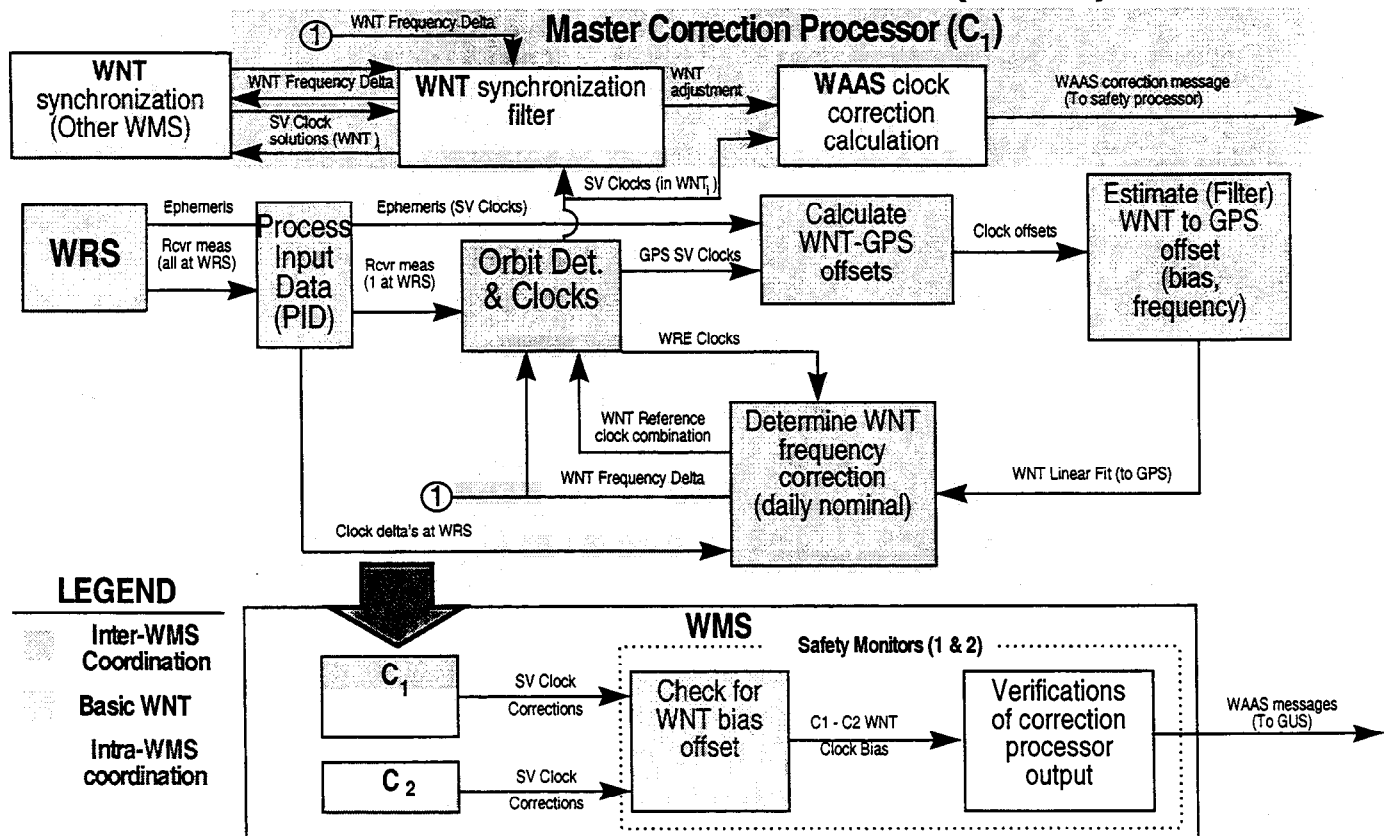 WNT Frequency Delta
1
Master Correction Processor (C1)
WNT
synchronization
(Other WMS)
WNT Frequency Delta
SV Clock
solutions (WNTi)
WNT synchronization
filter
WNT
adjustment
WAAS clock
correction
calculation
WAAS correction message
(To safety processor)
SV Clocks (in WNTi)
WRS
Ephemeris
Rcvr meas
(all at WRS)
Process
Input
Data
(PID)
Ephemeris (SV Clocks)
Rcvr meas
(1 at WRS)
Orbit Det.
& Clocks
GPS SV Clocks
Calculate
WNT-GPS
offsets
Clock offsets
Estimate (Filter)
WNT to GPS
offset
(bias,
frequency)
WRE Clocks
WNT Reference
clock combination
WNT Frequency Delta
1
Determine WNT
frequency
correction
(daily nominal)
WNT Linear Fit (to GPS)
Clock delta's at WRS
LEGEND
Inter-WMS
Coordination
Basic WNT
Intra-WMS
coordination
WMS
Safety Monitors (1 & 2)
C1
SV Clock
Corrections
C2
SV Clock
Corrections
Check for
WNT bias
offset
C1 - C2 WNT
Clock Bias
Verifications
of correction
processor
output
WAAS messages
(To GUS)